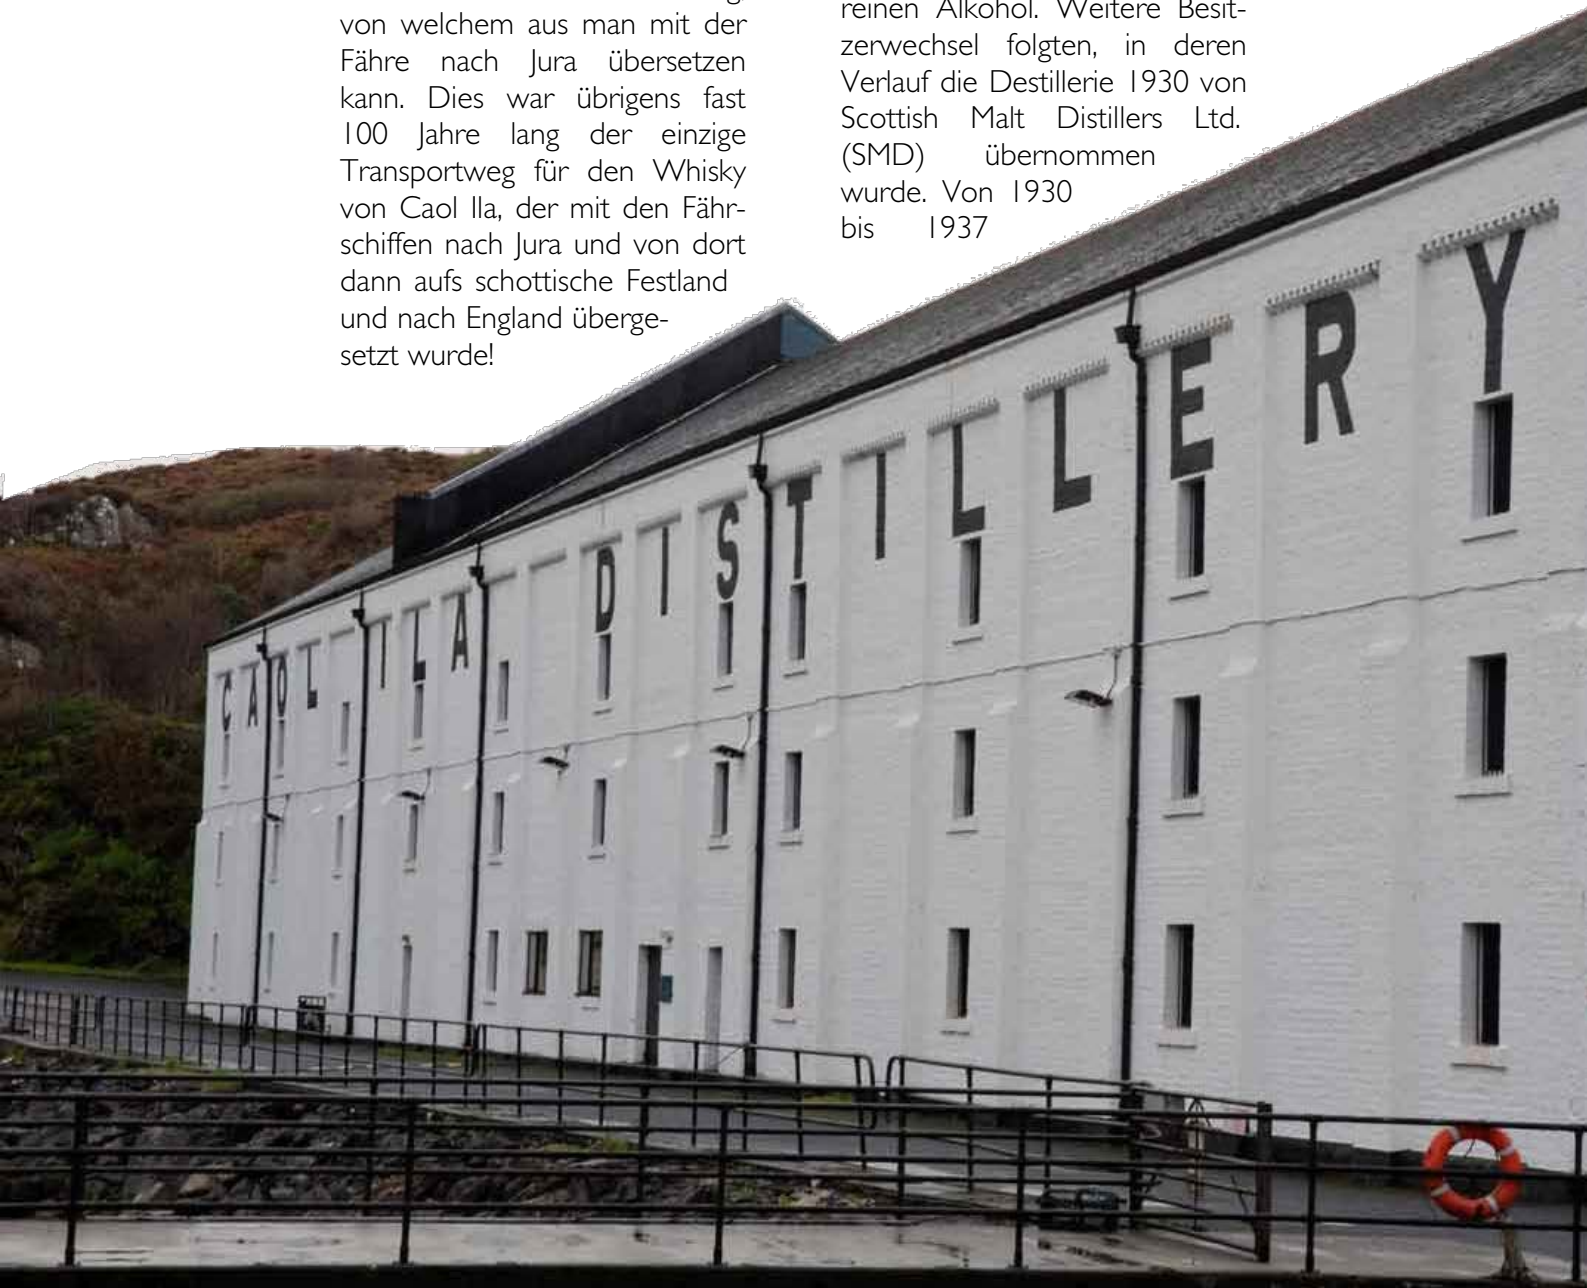 von welchem aus man mit der
Fähre nach Jura übersetzen
kann. Dies war übrigens fast
100 Jahre lang der einzige
Transportweg für den Whisky
von Caol Ila, der mit den Fähr-
schiffen nach Jura und von dort
dann aufs schottische Festland
und nach England überge-
setzt wurde!
reinen Alkohol. Weitere Besit-
zerwechsel folgten, in deren
Verlauf die Destillerie 1930 von
Scottish Malt Distillers Ltd.
(SMD) übernommen
wurde. Von 1930
bis 1937
CAOL ILA DISTILLERY